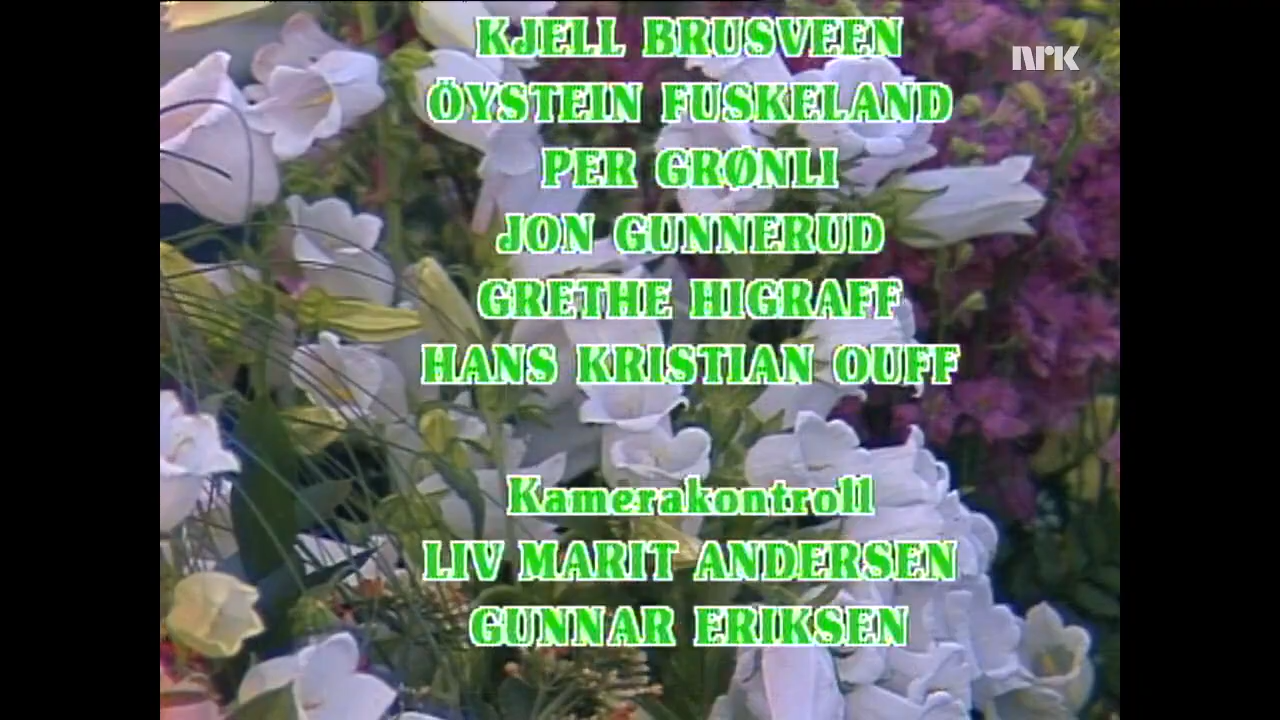 KJELL BRUSVEEN
nrk
ÖYSTEIN FUSKELAND
PER GRØNLI
JON GUNNERUD
GRETHE HIGRAFF
HANS KRISTIAN OUFF
Kamerakontroll
LIV MARIT ANDERSEN
GUNNAR ERIKSEN